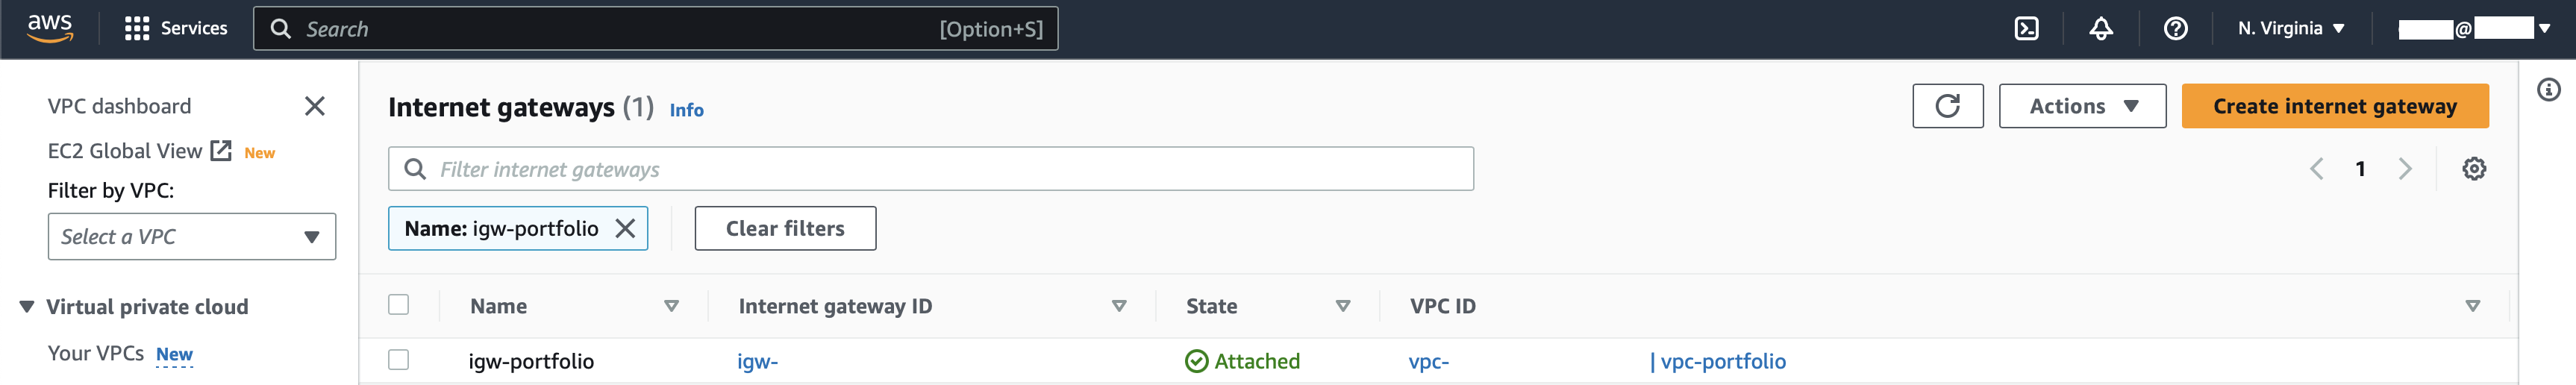 aws
Services
Search [Option+S]
N. Virginia
@
VPC dashboard
EC2 Global View New
Filter by VPC:
Select a VPC
Virtual private cloud
Your VPCs New
Internet gateways (1) Info
Actions
Create internet gateway
Filter internet gateways
1
Name: igw-portfolio
Clear filters
Name Internet gateway ID State VPC ID
igw-portfolio igw- Attached vpc- | vpc-portfolio